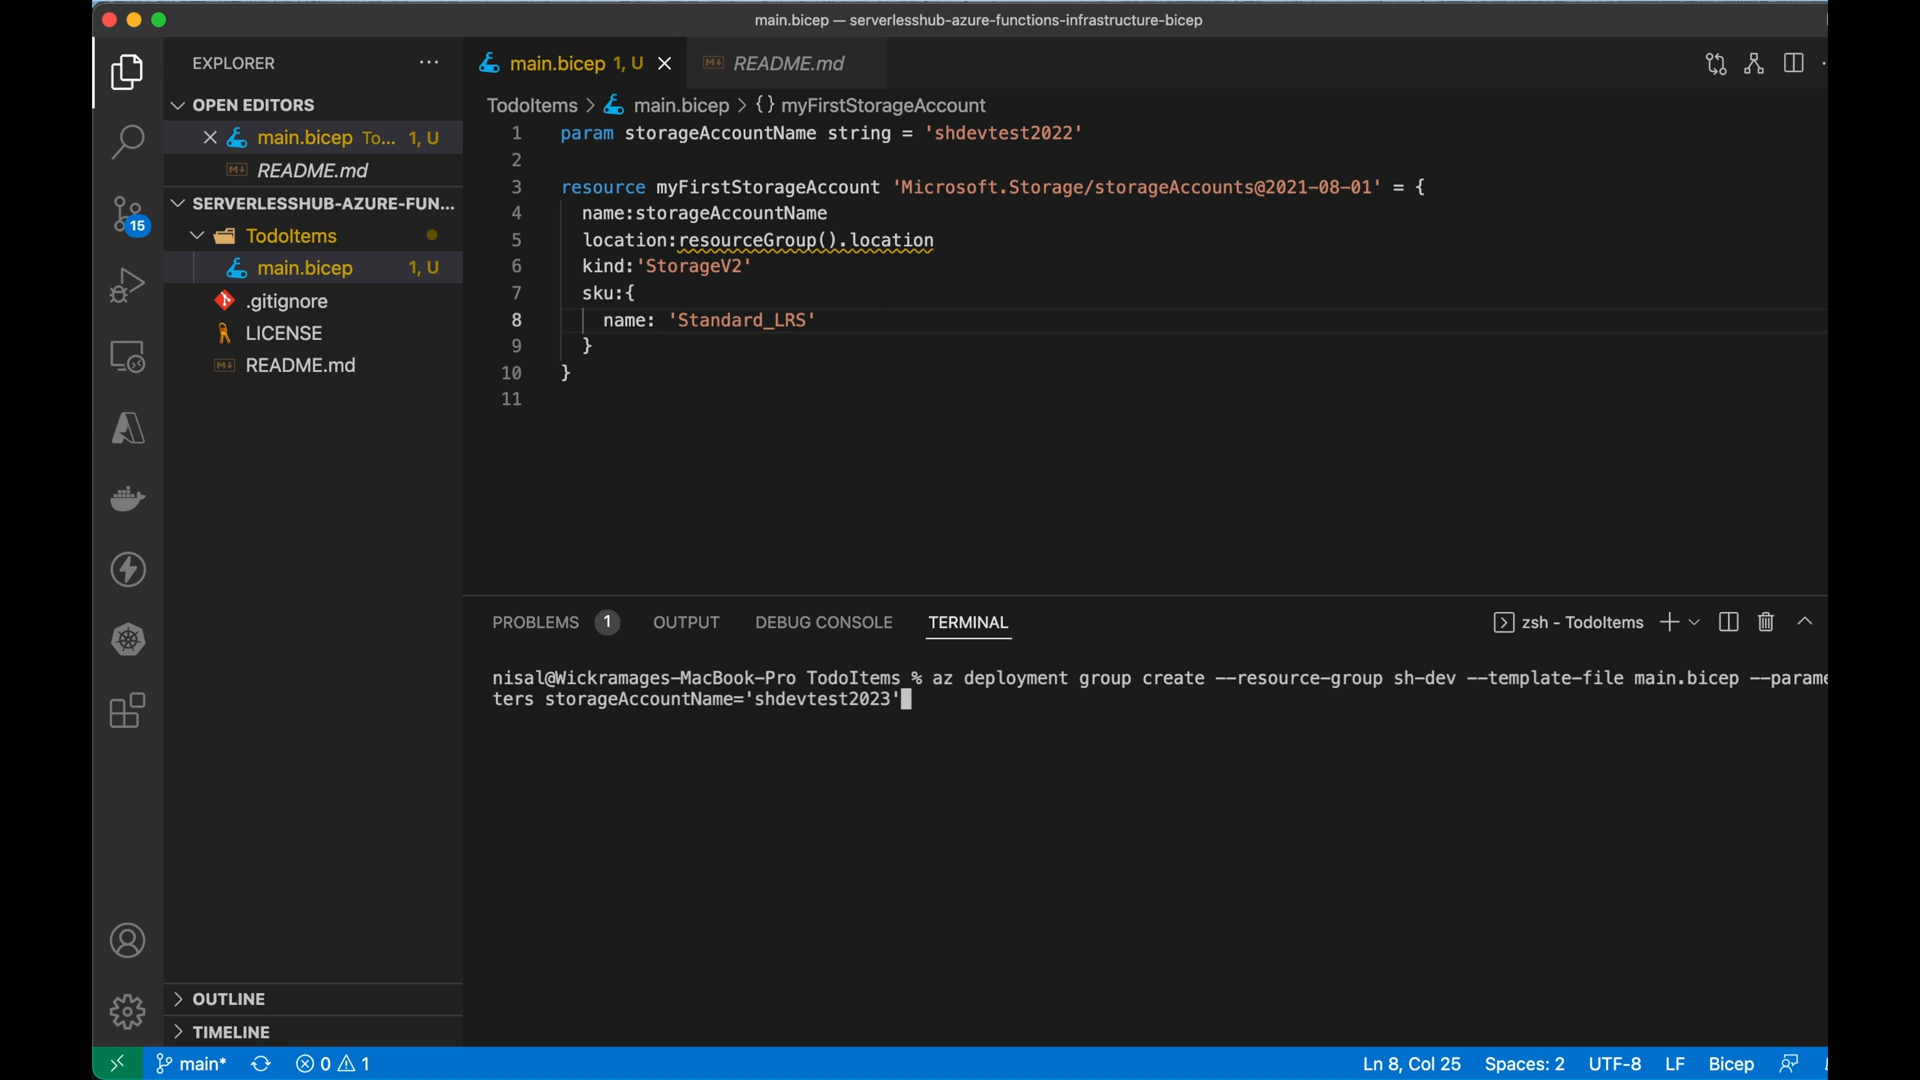 main.bicep — serverlesshub-azure-functions-infrastructure-bicep
EXPLORER
OPEN EDITORS
main.bicep To... 1, U
README.md
SERVERLESSHUB-AZURE-FUN...
TodoItems
main.bicep 1, U
.gitignore
LICENSE
README.md
OUTLINE
TIMELINE
15
main.bicep 1, U
README.md
TodoItems > main.bicep > {} myFirstStorageAccount
1 param storageAccountName string = 'shdevtest2022'
2
3 resource myFirstStorageAccount 'Microsoft.Storage/storageAccounts@2021-08-01' = {
4 name:storageAccountName
5 location:resourceGroup().location
6 kind:'StorageV2'
7 sku:{
8 name: 'Standard_LRS'
9 }
10 }
11
PROBLEMS 1 OUTPUT DEBUG CONSOLE TERMINAL
zsh - TodoItems
nisal@Wickramages-MacBook-Pro TodoItems % az deployment group create --resource-group sh-dev --template-file main.bicep --parame
ters storageAccountName='shdevtest2023'
main* 0 1
Ln 8, Col 25 Spaces: 2 UTF-8 LF Bicep